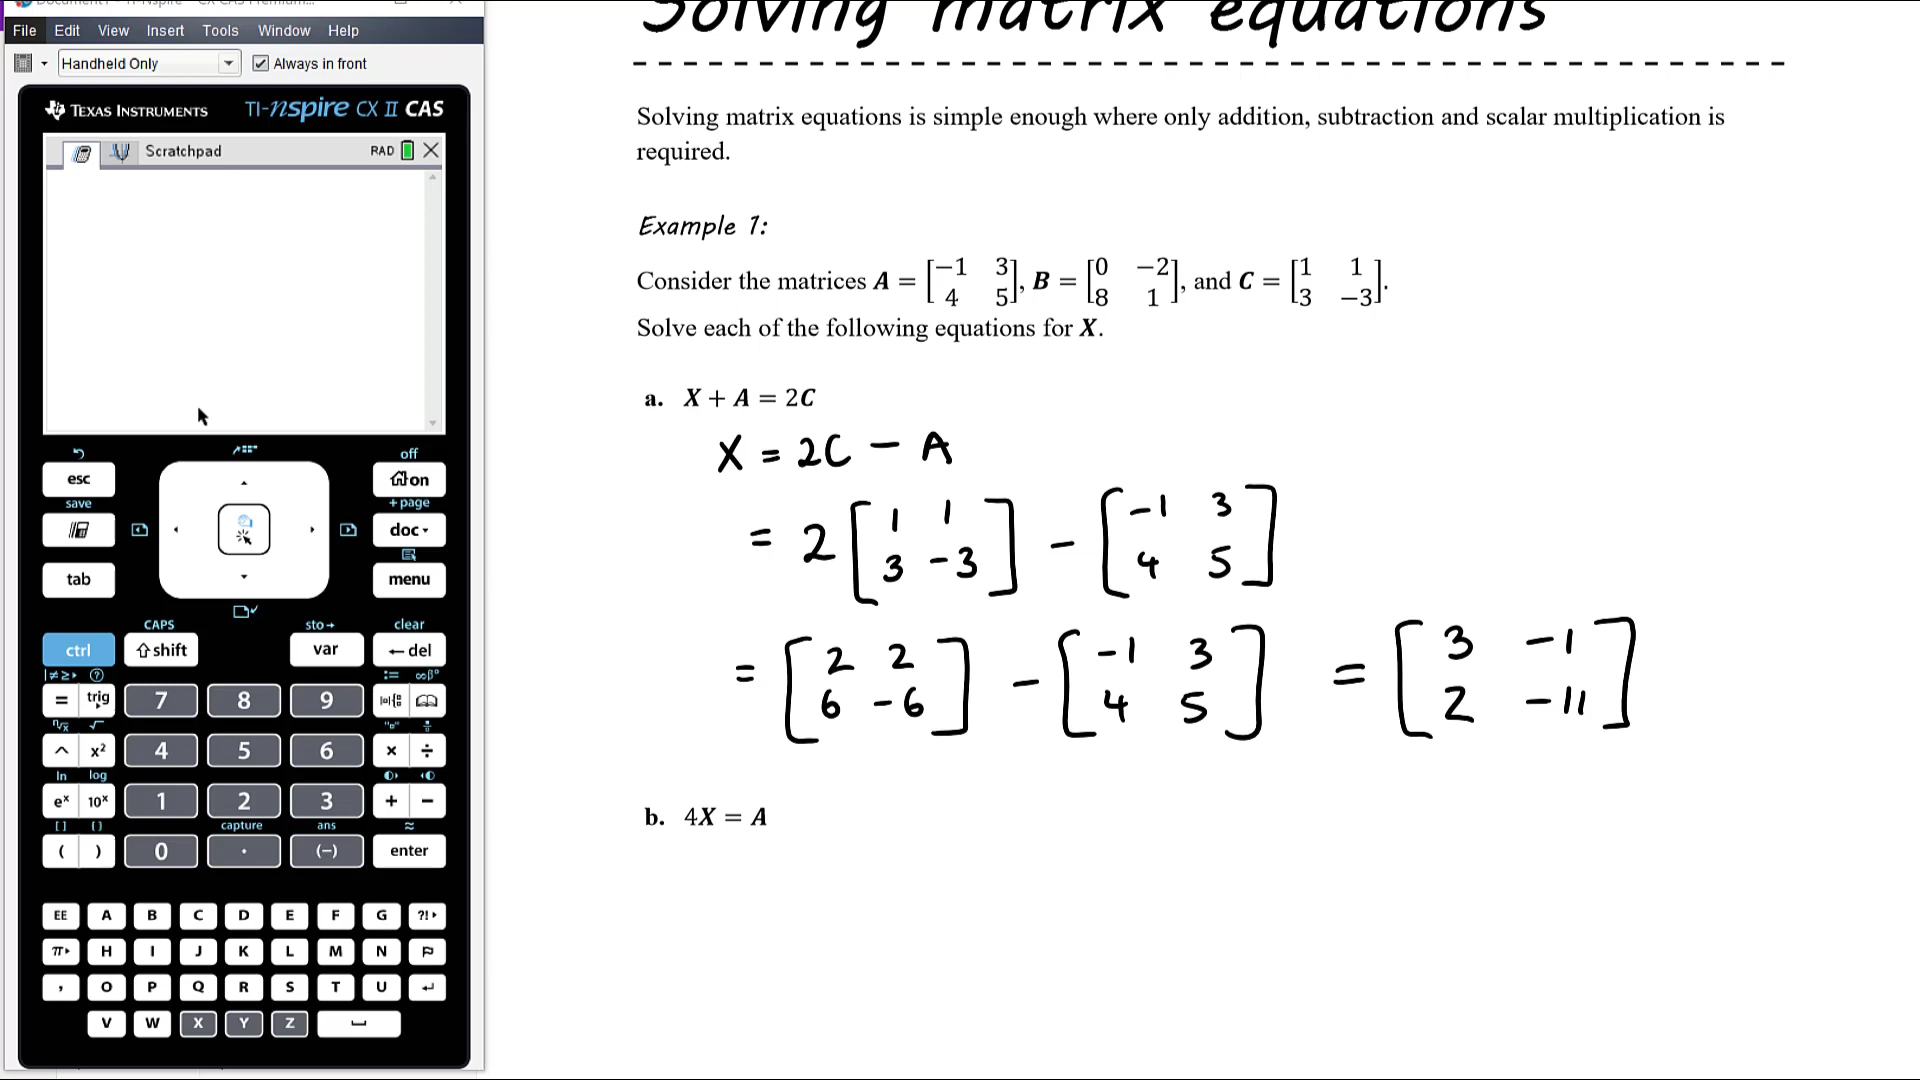 File Edit View Insert Tools Window Help
Handheld Only Always in front
TEXAS INSTRUMENTS TI-nspire CX II CAS
Scratchpad RAD
off
esc on
save + page
doc
tab menu
CAPS sto→ clear
ctrl ⇧shift var ←del
|≠≥▸ ? := ∞β°
= trig 7 8 9
ⁿ√x √ "▫"
^ x² 4 5 6 × ÷
ln log
eˣ 10ˣ 1 2 3 + −
[ ] { } capture ans ≈
( ) 0 . (−) enter
EE A B C D E F G ?!▸
π▸ H I J K L M N
, O P Q R S T U ↵
V W X Y Z
Solving matrix equations
Solving matrix equations is simple enough where only addition, subtraction and scalar multiplication is
required.
Example 1:
Consider the matrices A = [−1 3; 4 5], B = [0 −2; 8 1], and C = [1 1; 3 −3].
Solve each of the following equations for X.
a. X + A = 2C
X = 2C − A
= 2 [1 1; 3 −3] − [−1 3; 4 5]
= [2 2; 6 −6] − [−1 3; 4 5] = [3 −1; 2 −11]
b. 4X = A